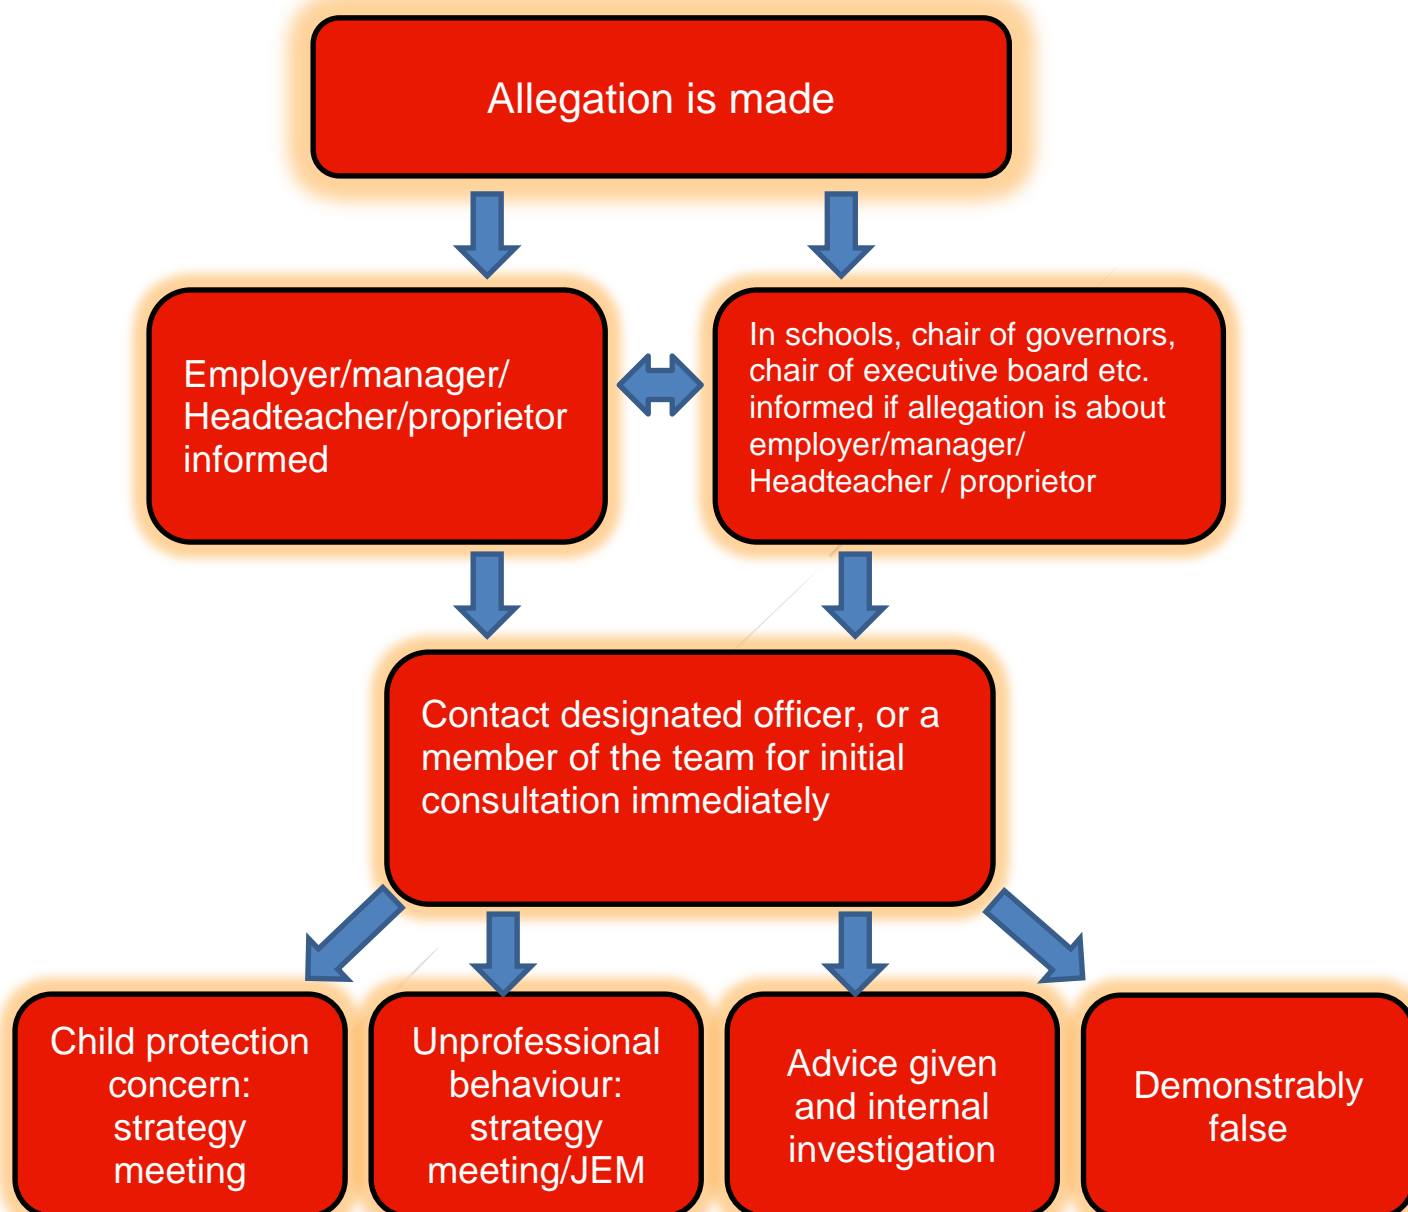 Allegation is made
Employer/manager/
Headteacher/proprietor
informed
In schools, chair of governors,
chair of executive board etc.
informed if allegation is about
employer/manager/
Headteacher / proprietor
Contact designated officer, or a
member of the team for initial
consultation immediately
Child protection
concern:
strategy
meeting
Unprofessional
behaviour:
strategy
meeting/JEM
Advice given
and internal
investigation
Demonstrably
false